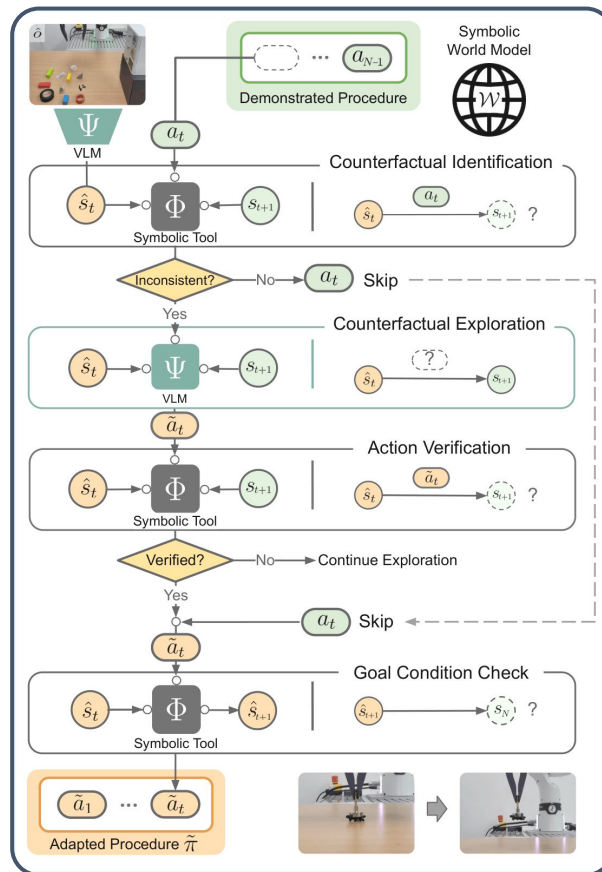 ô
Symbolic
World Model
W
... a_{N-1}
Demonstrated Procedure
Ψ
VLM
a_t
Counterfactual Identification
ŝ_t Φ s_{t+1}
Symbolic Tool
ŝ_t a_t s_{t+1} ?
Inconsistent? No a_t Skip
Yes
Counterfactual Exploration
ŝ_t Ψ s_{t+1}
VLM
ŝ_t ? s_{t+1}
ã_t
Action Verification
ŝ_t Φ s_{t+1}
Symbolic Tool
ŝ_t ã_t s_{t+1} ?
Verified? No Continue Exploration
Yes
a_t Skip
ã_t
Goal Condition Check
ŝ_t Φ ŝ_{t+1}
Symbolic Tool
ŝ_{t+1} s_N ?
ã_1 ... ã_t
Adapted Procedure π̃